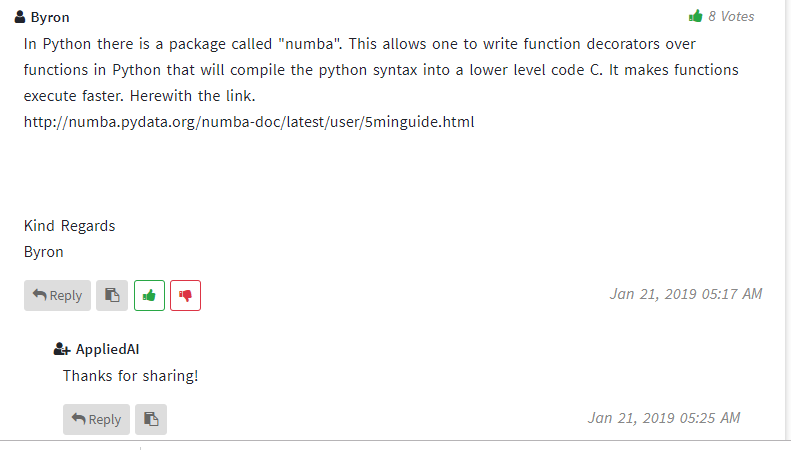 Byron 8 Votes
In Python there is a package called "numba". This allows one to write function decorators over
functions in Python that will compile the python syntax into a lower level code C. It makes functions
execute faster. Herewith the link.
http://numba.pydata.org/numba-doc/latest/user/5minguide.html
Kind Regards
Byron
Reply Jan 21, 2019 05:17 AM
AppliedAI
Thanks for sharing!
Reply Jan 21, 2019 05:25 AM